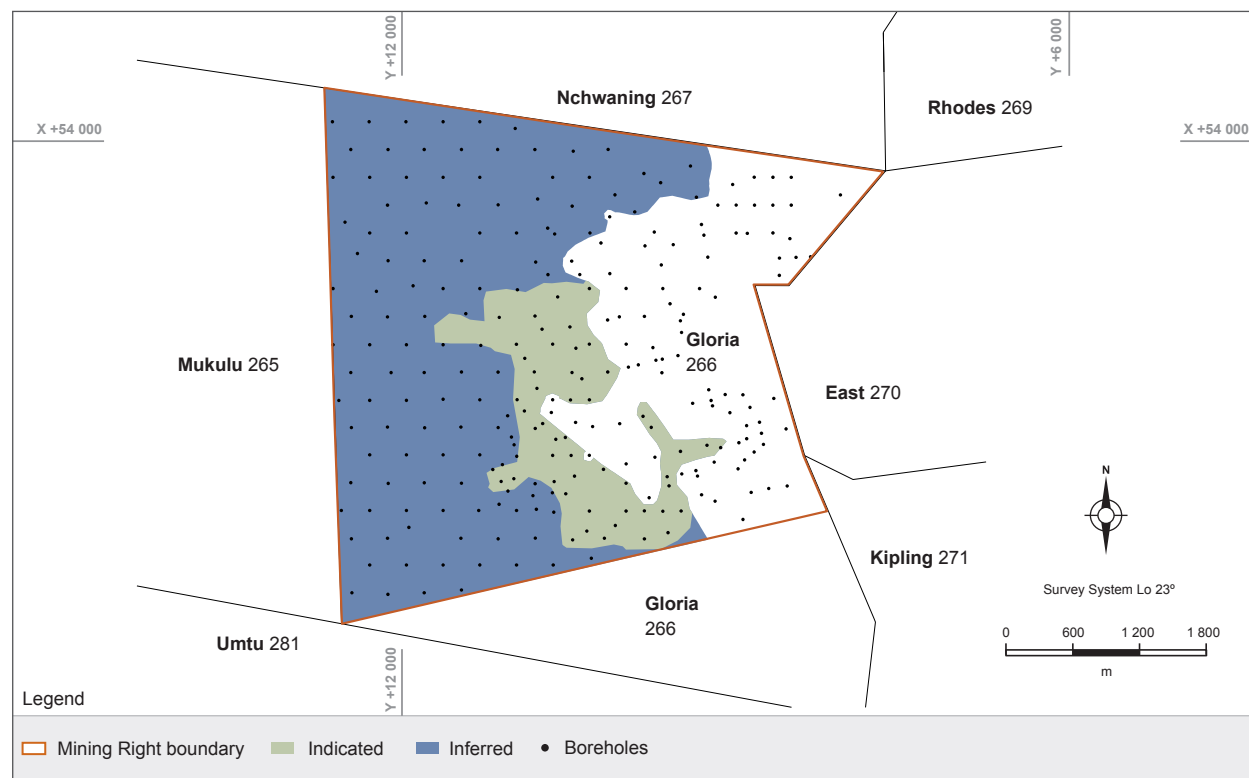 Y +12 000
Y +6 000
Nchwaning 267
Rhodes 269
X +54 000
X +54 000
Gloria
266
Mukulu 265
East 270
N
Kipling 271
Survey System Lo 23º
Gloria
266
Umtu 281
0 600 1 200 1 800
m
Y +12 000
Legend
Mining Right boundary Indicated Inferred Boreholes